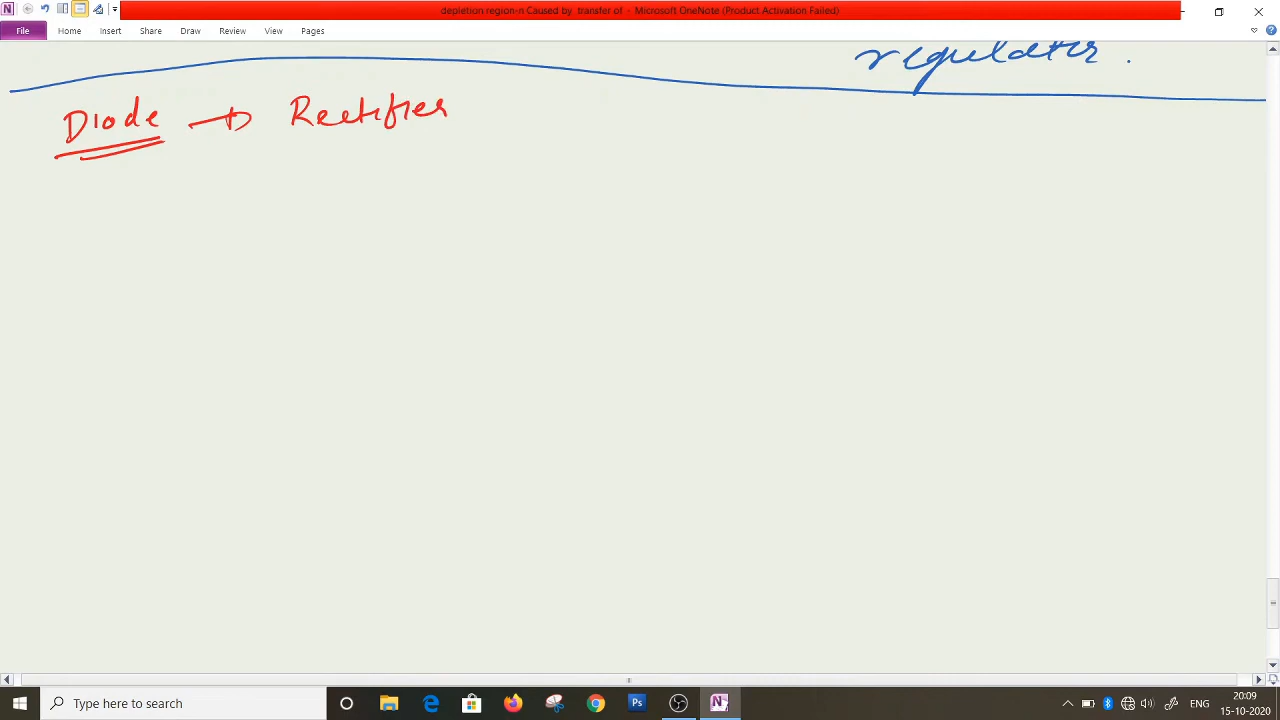 depletion region-n Caused by transfer of - Microsoft OneNote (Product Activation Failed)
File Home Insert Share Draw Review View Pages
regulator.
Diode → Rectifier
Type here to search
Ps
ENG
20:09
15-10-2020